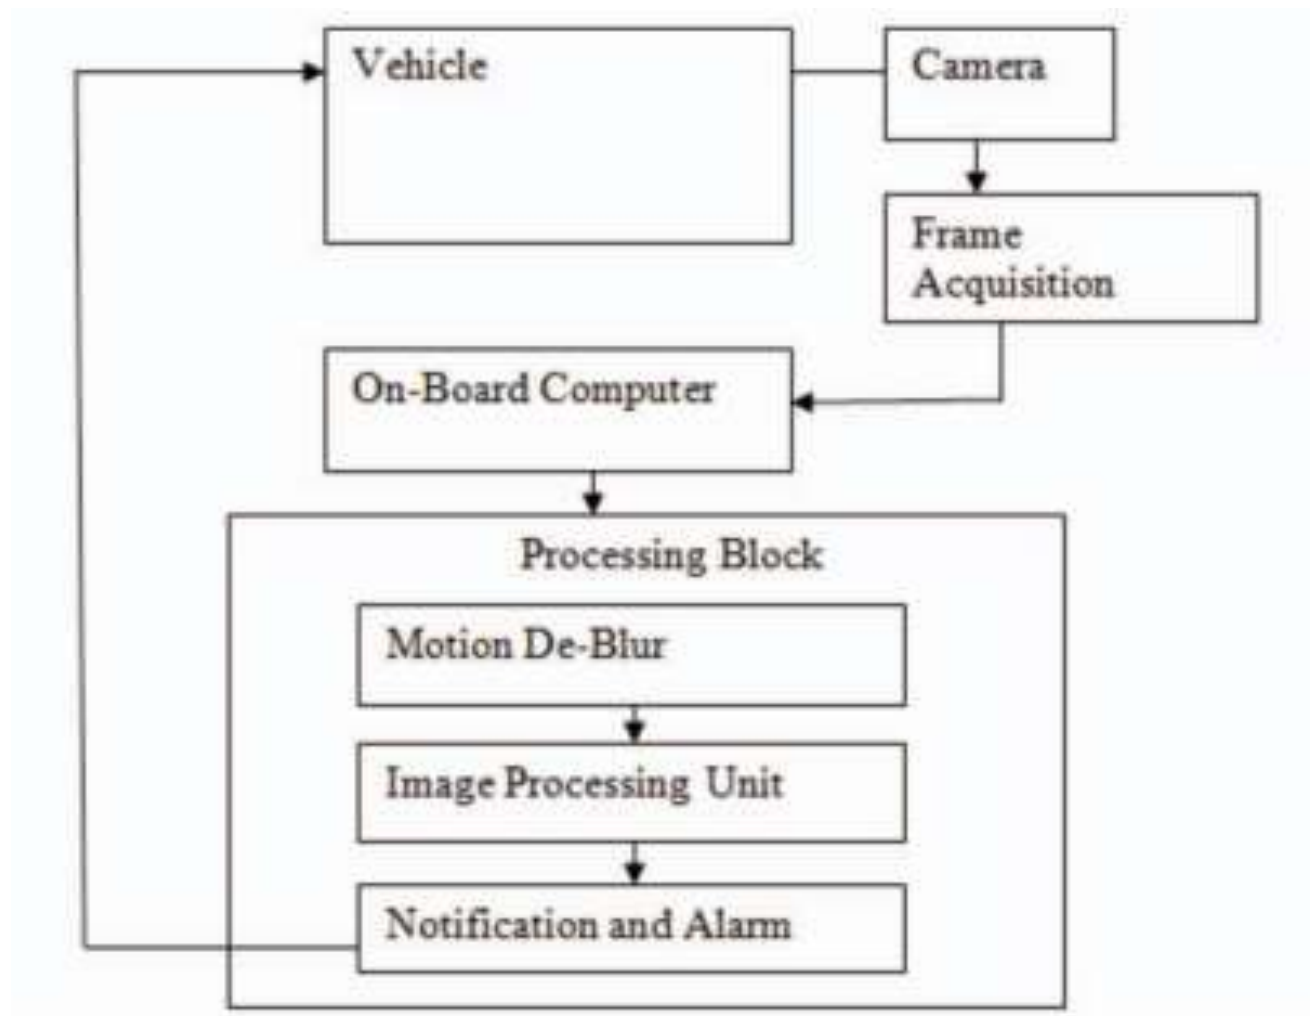 Vehicle
Camera
Frame
Acquisition
On-Board Computer
Processing Block
Motion De-Blur
Image Processing Unit
Notification and Alarm